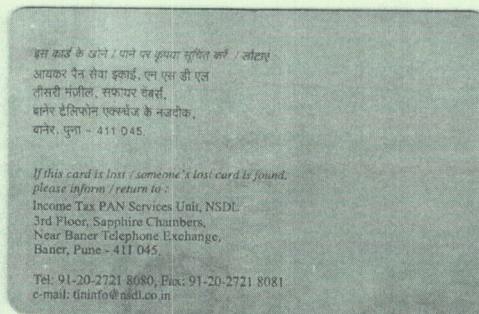 इस कार्ड के खोने / पाने पर कृपया सूचित करें / लौटाएं
आयकर पैन सेवा इकाई, एन एस डी एल
तीसरी मंज़ील, सफायर चेंबर्स,
बानेर टेलिफोन एक्स्चेंज के नजदीक,
बानेर, पुना - 411 045.
If this card is lost / someone's lost card is found,
please inform / return to :
Income Tax PAN Services Unit, NSDL
3rd Floor, Sapphire Chambers,
Near Baner Telephone Exchange,
Baner, Pune - 411 045.
Tel: 91-20-2721 8080, Fax: 91-20-2721 8081
e-mail: tininfo@nsdl.co.in